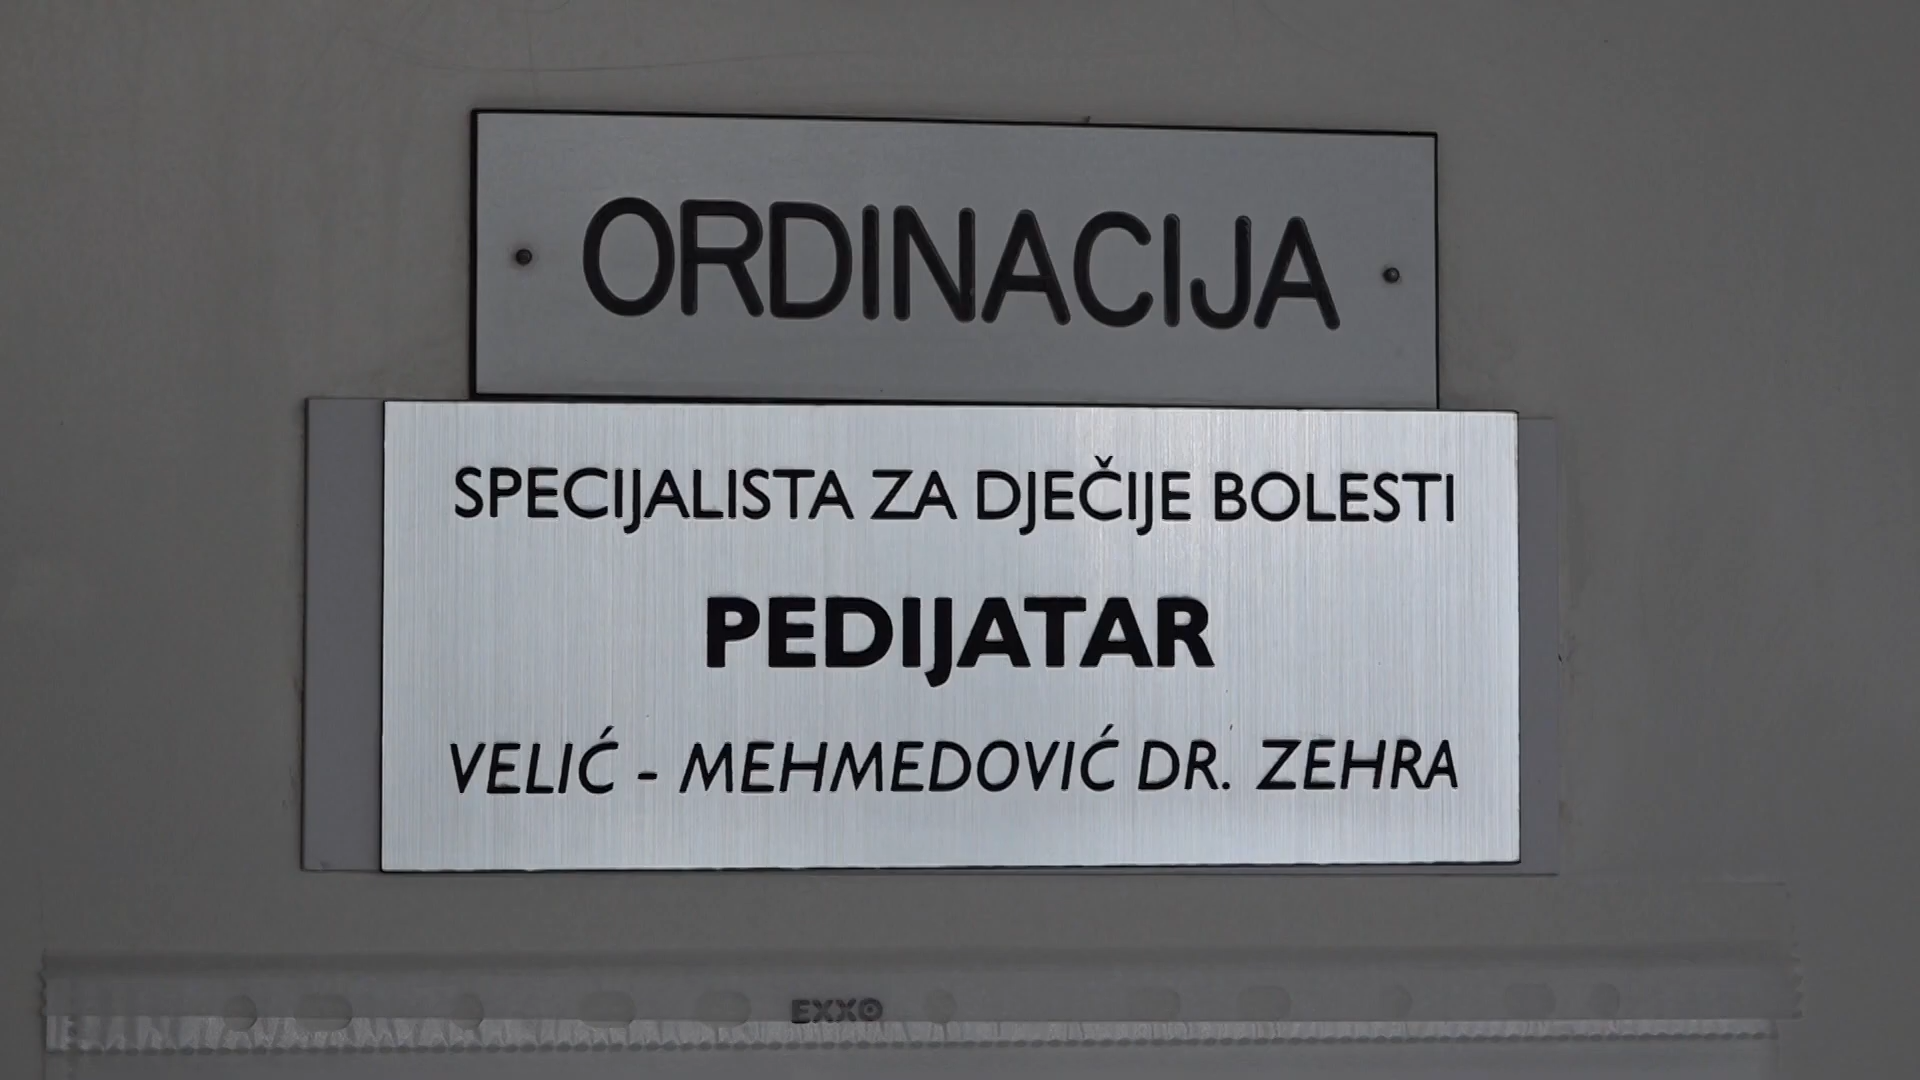 ORDINACIJA
SPECIJALISTA ZA DJEČIJE BOLESTI
PEDIJATAR
VELIĆ - MEHMEDOVIĆ DR. ZEHRA
EXXO